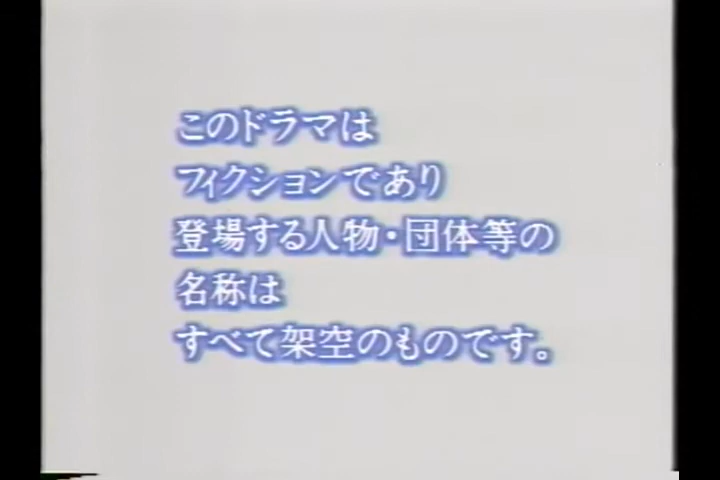 このドラマは
フィクションであり
登場する人物・団体等の
名称は
すべて架空のものです。